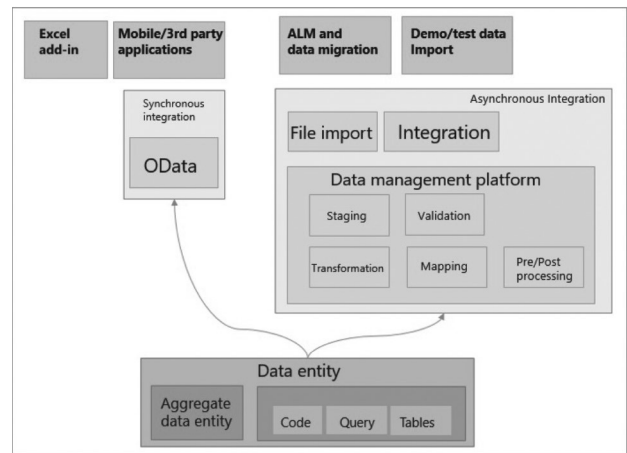 Excel
add-in
Mobile/3rd party
applications
ALM and
data migration
Demo/test data
Import
Synchronous
integration
OData
Asynchronous Integration
File import
Integration
Data management platform
Staging
Validation
Transformation
Mapping
Pre/Post
processing
Data entity
Aggregate
data entity
Code
Query
Tables